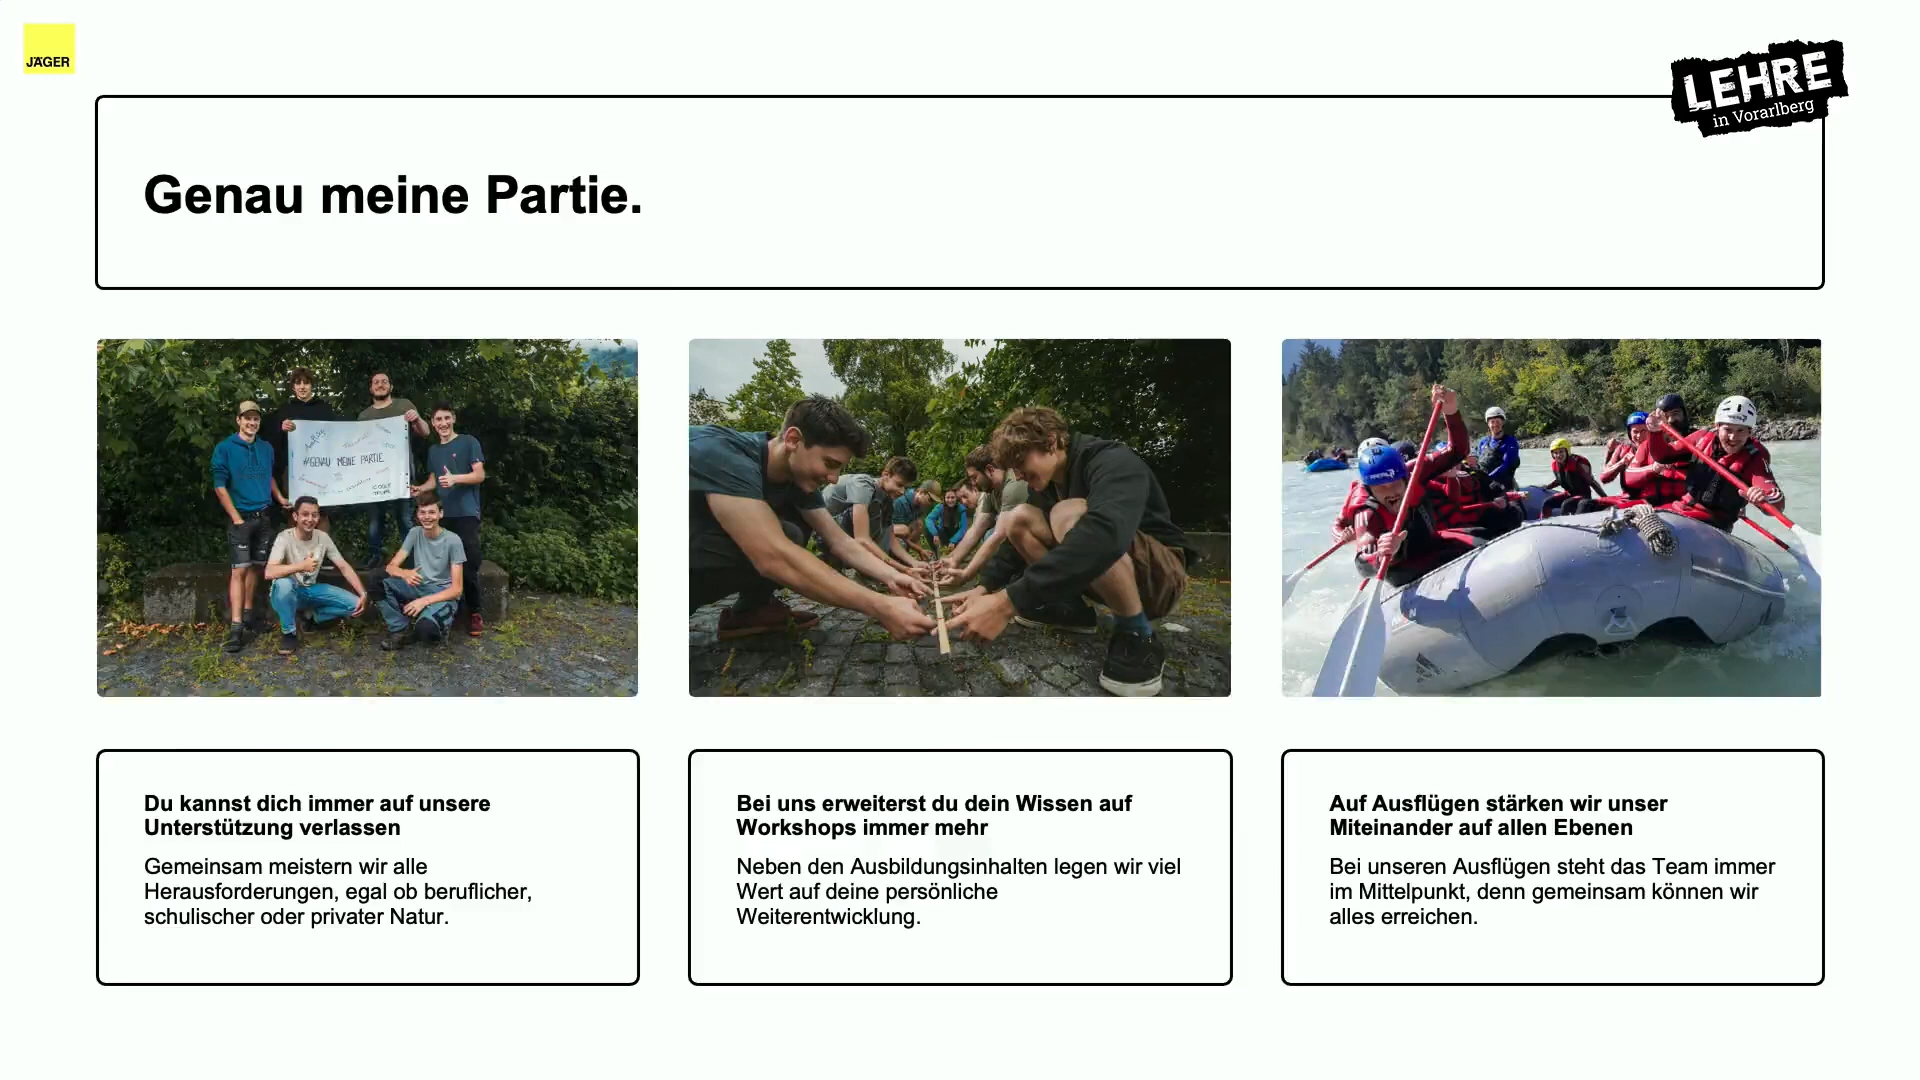 JÄGER
LEHRE
in Vorarlberg
Genau meine Partie.
#GENAU MEINE PARTIE
COOLE
Du kannst dich immer auf unsere
Unterstützung verlassen
Gemeinsam meistern wir alle
Herausforderungen, egal ob beruflicher,
schulischer oder privater Natur.
Bei uns erweiterst du dein Wissen auf
Workshops immer mehr
Neben den Ausbildungsinhalten legen wir viel
Wert auf deine persönliche
Weiterentwicklung.
Auf Ausflügen stärken wir unser
Miteinander auf allen Ebenen
Bei unseren Ausflügen steht das Team immer
im Mittelpunkt, denn gemeinsam können wir
alles erreichen.